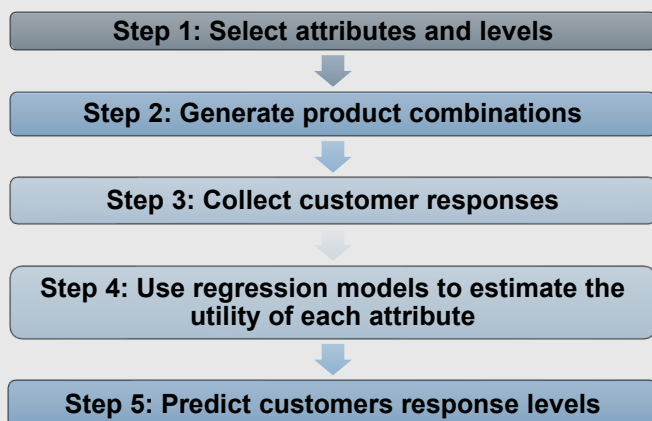 Step 1: Select attributes and levels
Step 2: Generate product combinations
Step 3: Collect customer responses
Step 4: Use regression models to estimate the
utility of each attribute
Step 5: Predict customers response levels